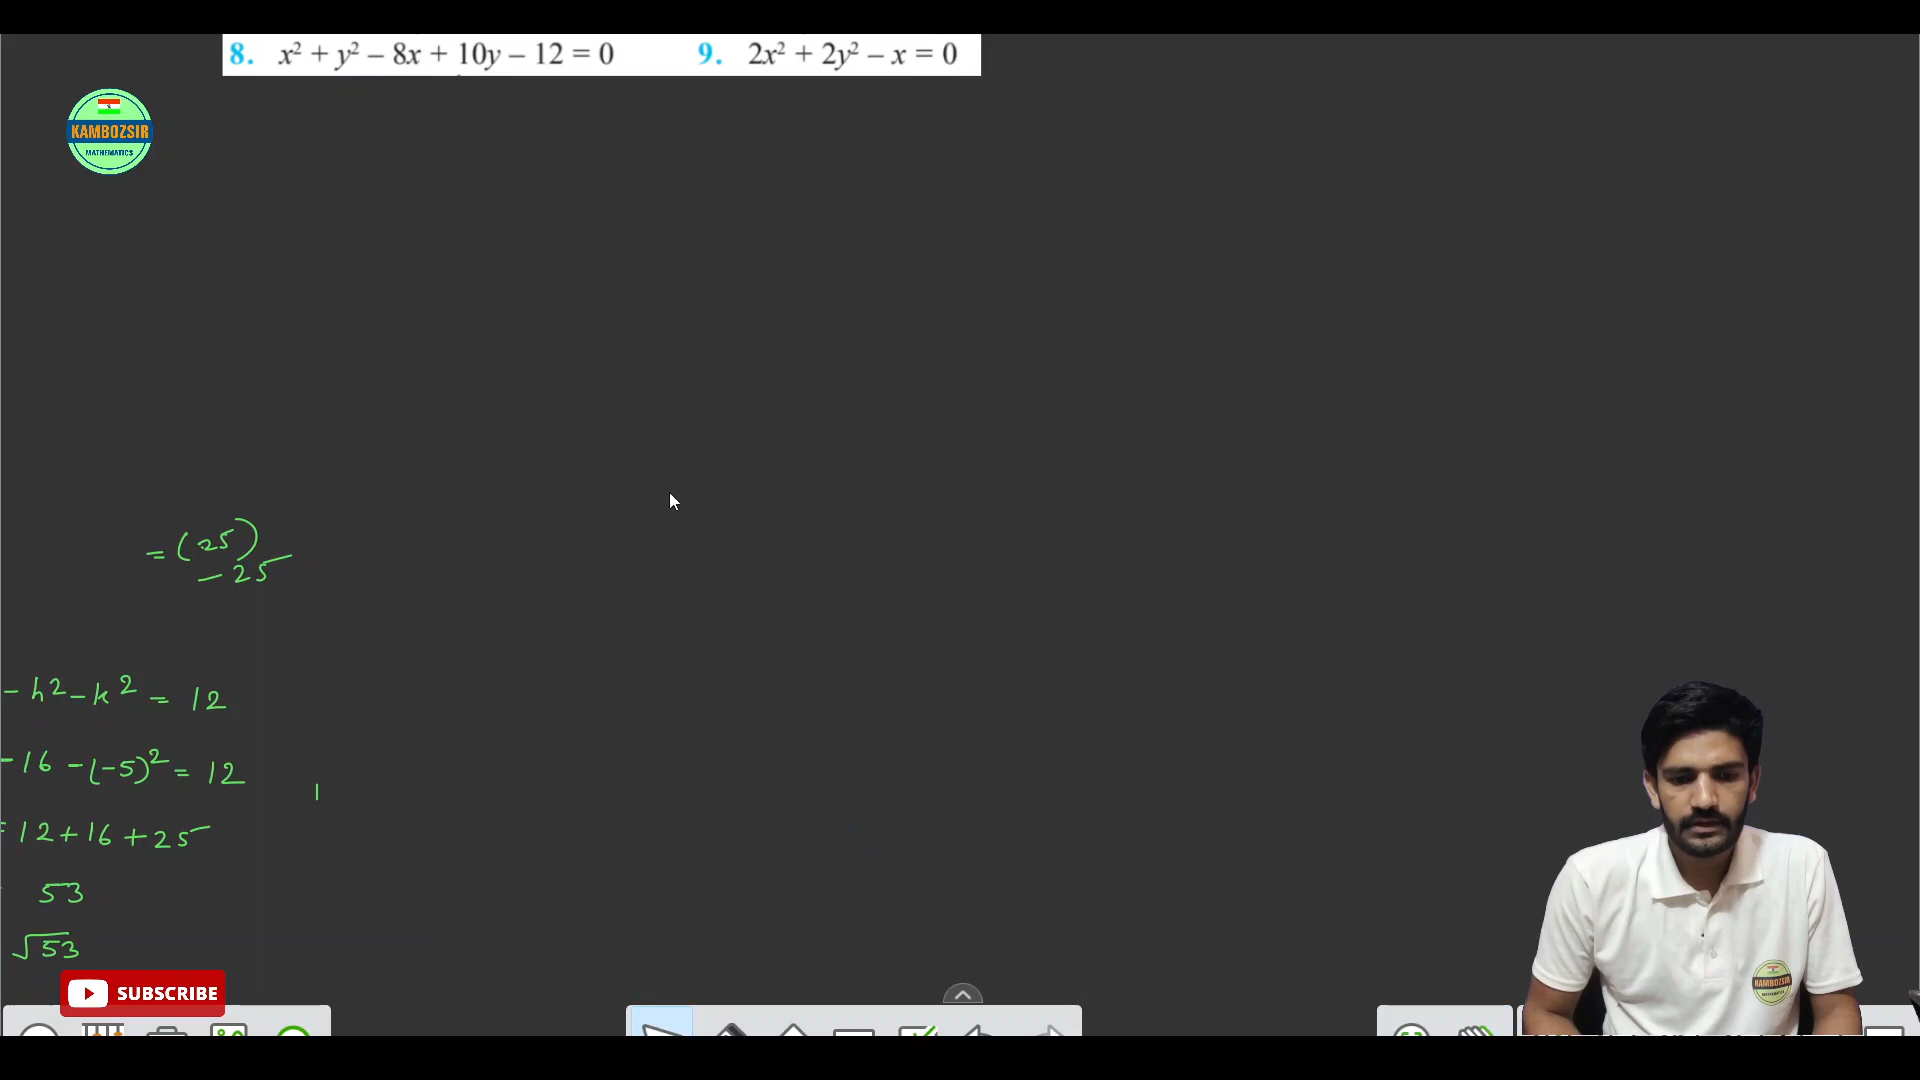 8. x² + y² – 8x + 10y – 12 = 0 9. 2x² + 2y² – x = 0
KAMBOZSIR
MATHEMATICS
= (25)
– 25
– h² – k² = 12
– 16 – (–5)² = 12
= 12 + 16 + 25
53
√53
SUBSCRIBE
KAMBOZSIR